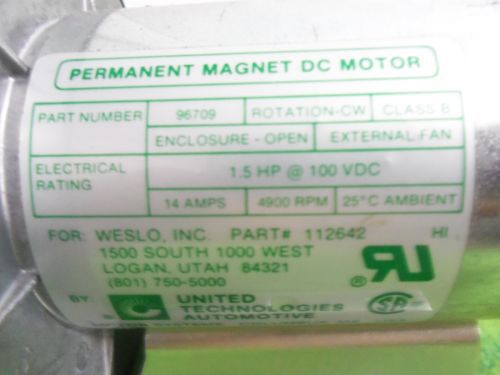 PERMANENT MAGNET DC MOTOR
PART NUMBER 96709 ROTATION-CW CLASS B
ENCLOSURE - OPEN EXTERNAL FAN
ELECTRICAL RATING 1.5 HP @ 100 VDC
14 AMPS 4900 RPM 25°C AMBIENT
FOR: WESLO, INC. PART# 112642 HI
1500 SOUTH 1000 WEST
LOGAN, UTAH 84321
(801) 750-5000
BY: UNITED
TECHNOLOGIES
AUTOMOTIVE